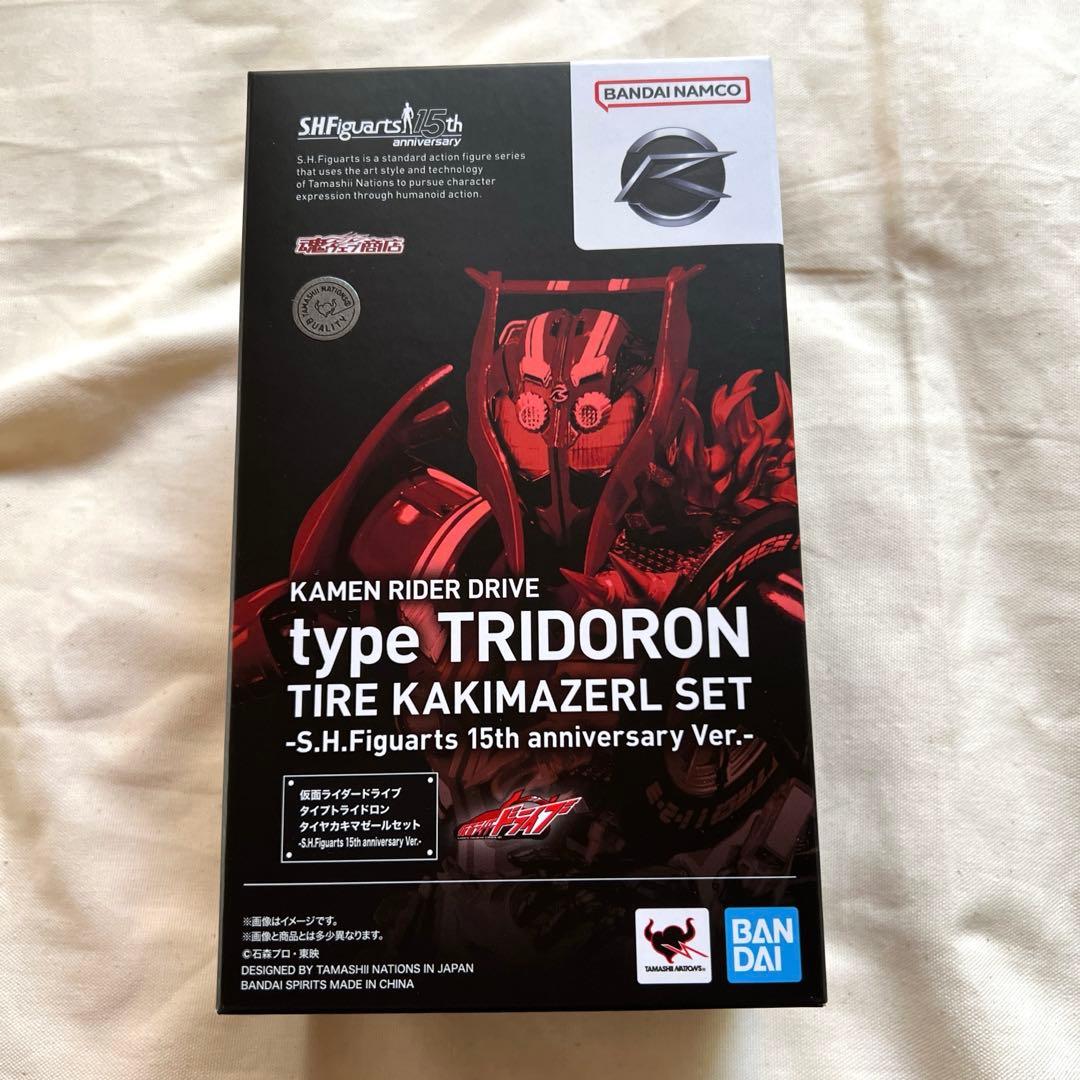 BANDAI NAMCO
S.H.Figuarts 15th
anniversary
S.H.Figuarts is a standard action figure series
that uses the art style and technology
of Tamashii Nations to pursue character
expression through humanoid action.
魂ウェブ商店
TAMASHII NATIONS
QUALITY
KAMEN RIDER DRIVE
type TRIDORON
TIRE KAKIMAZERL SET
-S.H.Figuarts 15th anniversary Ver.-
仮面ライダードライブ
タイプトライドロン
タイヤカキマゼールセット
-S.H.Figuarts 15th anniversary Ver.-
仮面ライダードライブ
※画像はイメージです。
※画像と商品とは多少異なります。
©石森プロ・東映
DESIGNED BY TAMASHII NATIONS IN JAPAN
BANDAI SPIRITS MADE IN CHINA
TAMASHII NATIONS®
BAN
DAI